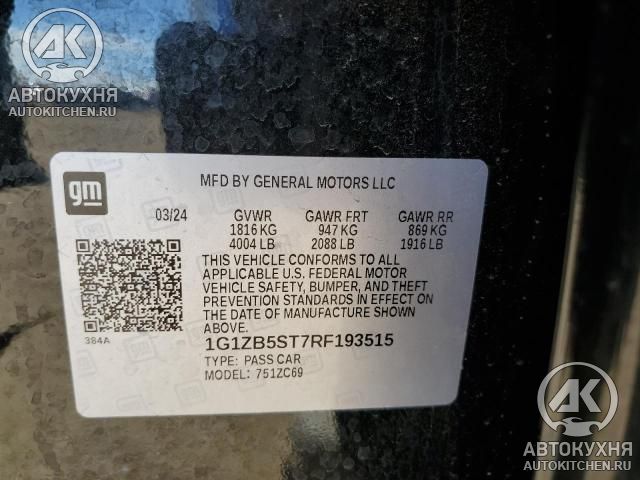 АК
АВТОКУХНЯ
AUTOKITCHEN.RU
gm
MFD BY GENERAL MOTORS LLC
03/24 GVWR GAWR FRT GAWR RR
1816 KG 947 KG 869 KG
4004 LB 2088 LB 1916 LB
THIS VEHICLE CONFORMS TO ALL
APPLICABLE U.S. FEDERAL MOTOR
VEHICLE SAFETY, BUMPER, AND THEFT
PREVENTION STANDARDS IN EFFECT ON
THE DATE OF MANUFACTURE SHOWN
ABOVE.
384A
1G1ZB5ST7RF193515
TYPE: PASS CAR
MODEL: 751ZC69
АК
АВТОКУХНЯ
AUTOKITCHEN.RU